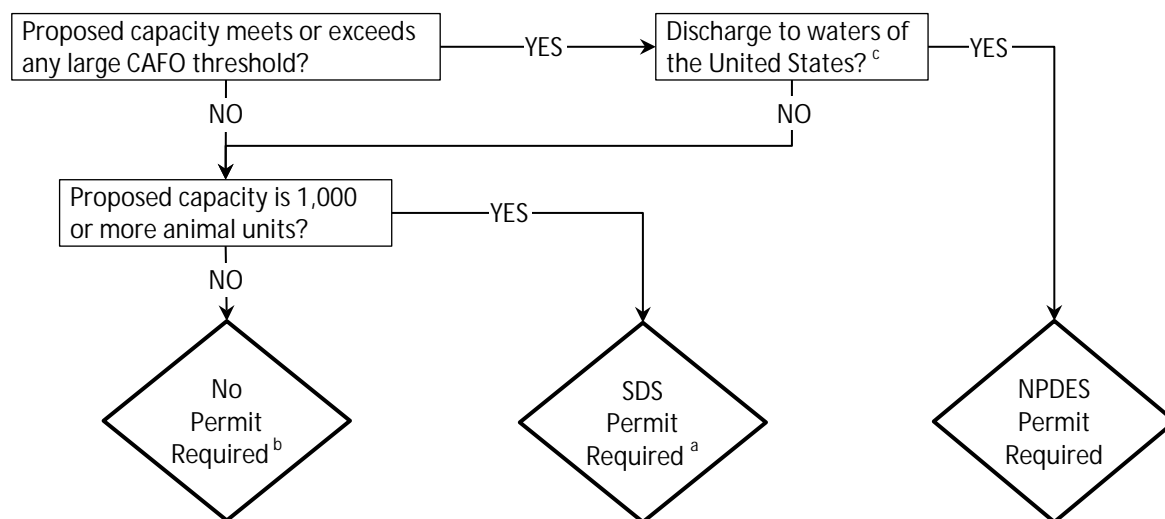 Proposed capacity meets or exceeds
any large CAFO threshold?
YES
Discharge to waters of
the United States? c
YES
NO
NO
Proposed capacity is 1,000
or more animal units?
YES
NO
No
Permit
Required b
SDS
Permit
Required a
NPDES
Permit
Required